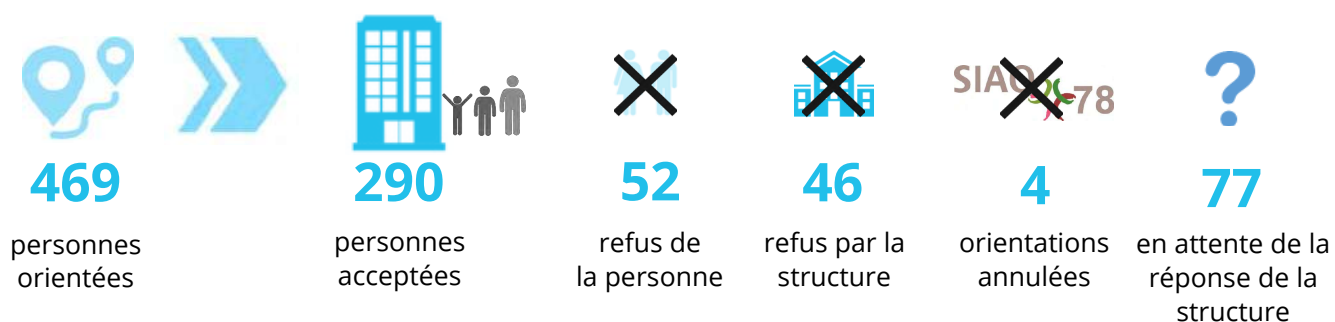 SIAO 78
469
290
52
46
4
77
personnes
orientées
personnes
acceptées
refus de
la personne
refus par la
structure
orientations
annulées
en attente de la
réponse de la
structure